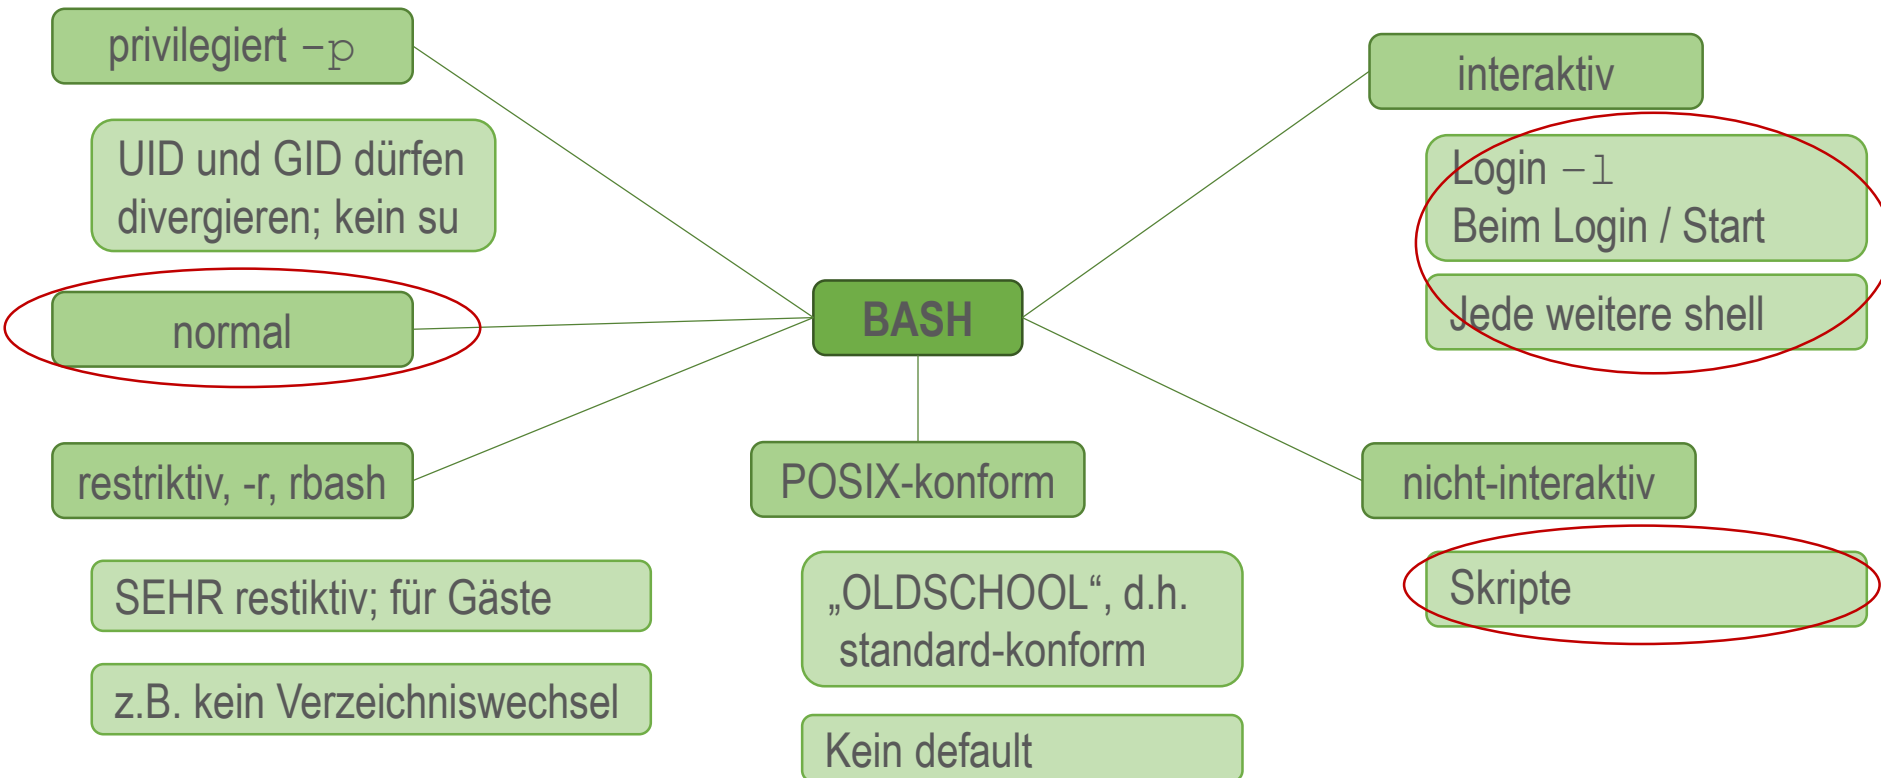 privilegiert -p
UID und GID dürfen
divergieren; kein su
normal
restriktiv, -r, rbash
SEHR restiktiv; für Gäste
z.B. kein Verzeichniswechsel
BASH
POSIX-konform
„OLDSCHOOL“, d.h.
standard-konform
Kein default
interaktiv
Login -l
Beim Login / Start
Jede weitere shell
nicht-interaktiv
Skripte